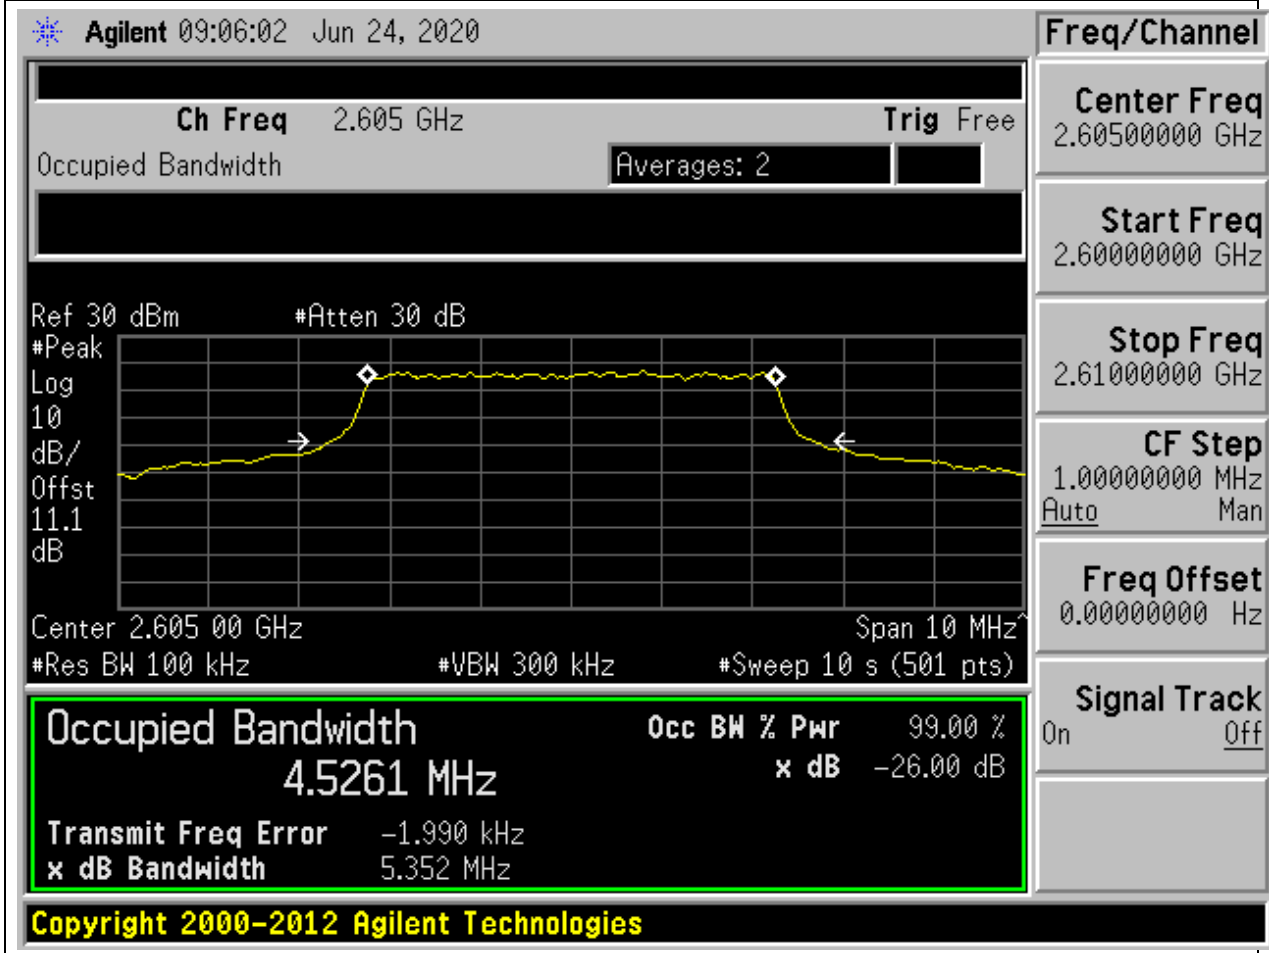 Agilent 09:06:02 Jun 24, 2020
Freq/Channel
Ch Freq 2.605 GHz Trig Free
Occupied Bandwidth Averages: 2
Center Freq
2.60500000 GHz
Start Freq
2.60000000 GHz
Stop Freq
2.61000000 GHz
CF Step
1.00000000 MHz
Auto Man
Freq Offset
0.00000000 Hz
Signal Track
On Off
Ref 30 dBm #Atten 30 dB
#Peak
Log
10
dB/
Offst
11.1
dB
Center 2.605 00 GHz Span 10 MHz^
#Res BW 100 kHz #VBW 300 kHz #Sweep 10 s (501 pts)
Occupied Bandwidth Occ BW % Pwr 99.00 %
4.5261 MHz x dB -26.00 dB
Transmit Freq Error -1.990 kHz
x dB Bandwidth 5.352 MHz
Copyright 2000-2012 Agilent Technologies